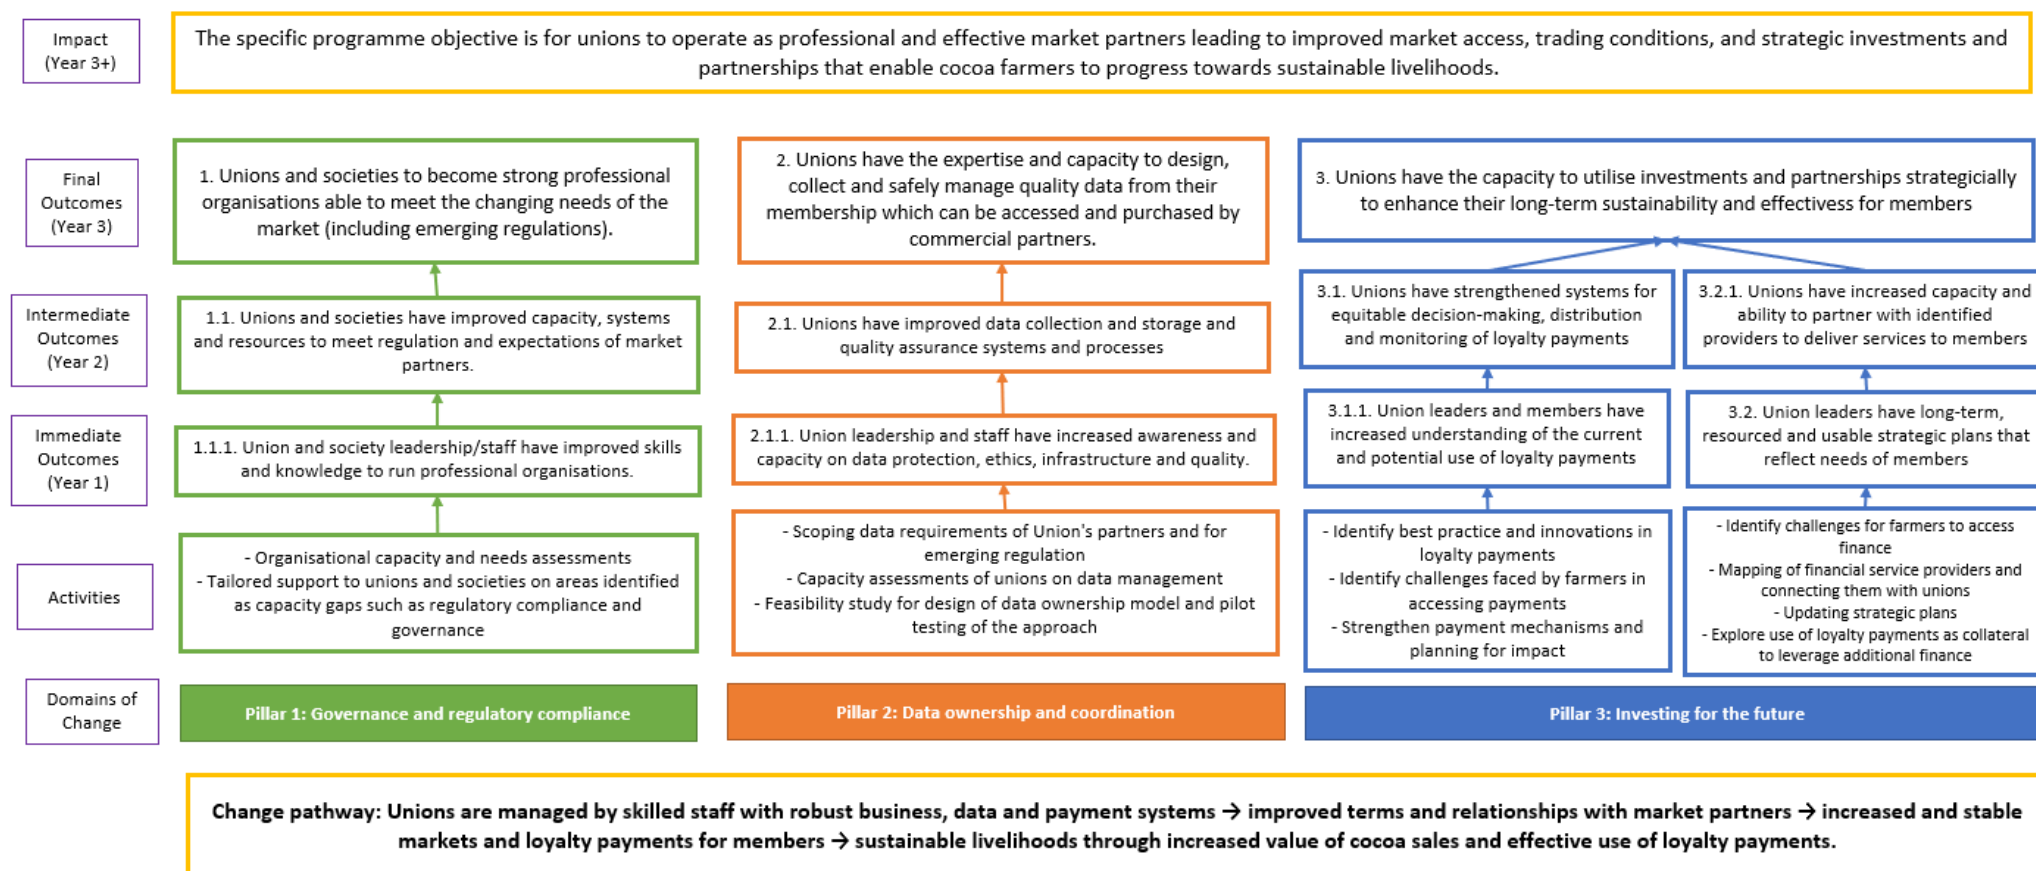 Impact
(Year 3+)
The specific programme objective is for unions to operate as professional and effective market partners leading to improved market access, trading conditions, and strategic investments and
partnerships that enable cocoa farmers to progress towards sustainable livelihoods.
Final
Outcomes
(Year 3)
1. Unions and societies to become strong professional
organisations able to meet the changing needs of the
market (including emerging regulations).
2. Unions have the expertise and capacity to design,
collect and safely manage quality data from their
membership which can be accessed and purchased by
commercial partners.
3. Unions have the capacity to utilise investments and partnerships strategicially
to enhance their long-term sustainability and effectivess for members
Intermediate
Outcomes
(Year 2)
1.1. Unions and societies have improved capacity, systems
and resources to meet regulation and expectations of market
partners.
2.1. Unions have improved data collection and storage and
quality assurance systems and processes
3.1. Unions have strengthened systems for
equitable decision-making, distribution
and monitoring of loyalty payments
3.2.1. Unions have increased capacity and
ability to partner with identified
providers to deliver services to members
Immediate
Outcomes
(Year 1)
1.1.1. Union and society leadership/staff have improved skills
and knowledge to run professional organisations.
2.1.1. Union leadership and staff have increased awareness and
capacity on data protection, ethics, infrastructure and quality.
3.1.1. Union leaders and members have
increased understanding of the current
and potential use of loyalty payments
3.2. Union leaders have long-term,
resourced and usable strategic plans that
reflect needs of members
Activities
- Organisational capacity and needs assessments
- Tailored support to unions and societies on areas identified
as capacity gaps such as regulatory compliance and
governance
- Scoping data requirements of Union's partners and for
emerging regulation
- Capacity assessments of unions on data management
- Feasibility study for design of data ownership model and pilot
testing of the approach
- Identify best practice and innovations in
loyalty payments
- Identify challenges faced by farmers in
accessing payments
- Strengthen payment mechanisms and
planning for impact
- Identify challenges for farmers to access
finance
- Mapping of financial service providers and
connecting them with unions
- Updating strategic plans
- Explore use of loyalty payments as collateral
to leverage additional finance
Domains of
Change
Pillar 1: Governance and regulatory compliance
Pillar 2: Data ownership and coordination
Pillar 3: Investing for the future
Change pathway: Unions are managed by skilled staff with robust business, data and payment systems → improved terms and relationships with market partners → increased and stable
markets and loyalty payments for members → sustainable livelihoods through increased value of cocoa sales and effective use of loyalty payments.